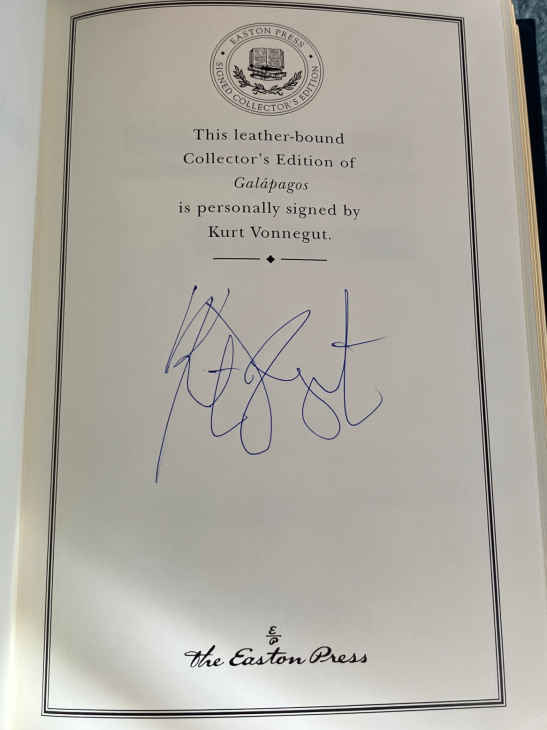 EASTON PRESS
SIGNED COLLECTOR'S EDITION
This leather-bound
Collector's Edition of
Galápagos
is personally signed by
Kurt Vonnegut.
EP
the Easton Press